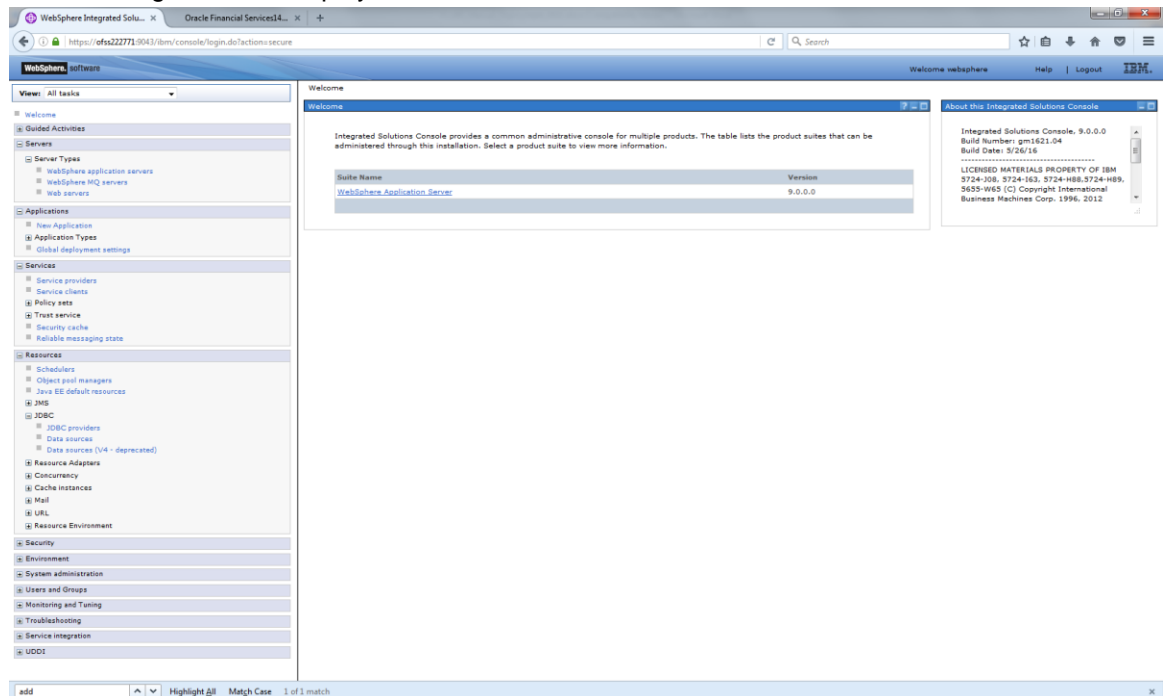 WebSphere Integrated Solu... ×
Oracle Financial Services14... ×
+
https://ofss222771:9043/ibm/console/login.do?action=secure
Search
WebSphere. software
Welcome websphere
Help | Logout
IBM.
View: All tasks
Welcome
Guided Activities
Servers
Server Types
WebSphere application servers
WebSphere MQ servers
Web servers
Applications
New Application
Application Types
Global deployment settings
Services
Service providers
Service clients
Policy sets
Trust service
Security cache
Reliable messaging state
Resources
Schedulers
Object pool managers
Java EE default resources
JMS
JDBC
JDBC providers
Data sources
Data sources (V4 - deprecated)
Resource Adapters
Concurrency
Cache instances
Mail
URL
Resource Environment
Security
Environment
System administration
Users and Groups
Monitoring and Tuning
Troubleshooting
Service integration
UDDI
Welcome
Welcome
Integrated Solutions Console provides a common administrative console for multiple products. The table lists the product suites that can be
administered through this installation. Select a product suite to view more information.
Suite Name Version
WebSphere Application Server 9.0.0.0
About this Integrated Solutions Console
Integrated Solutions Console, 9.0.0.0
Build Number: gm1621.04
Build Date: 5/26/16
----------------------------------
LICENSED MATERIALS PROPERTY OF IBM
5724-J08, 5724-I63, 5724-H88,5724-H89,
5655-W65 (C) Copyright International
Business Machines Corp. 1996, 2012
add
Highlight All Match Case 1 of 1 match